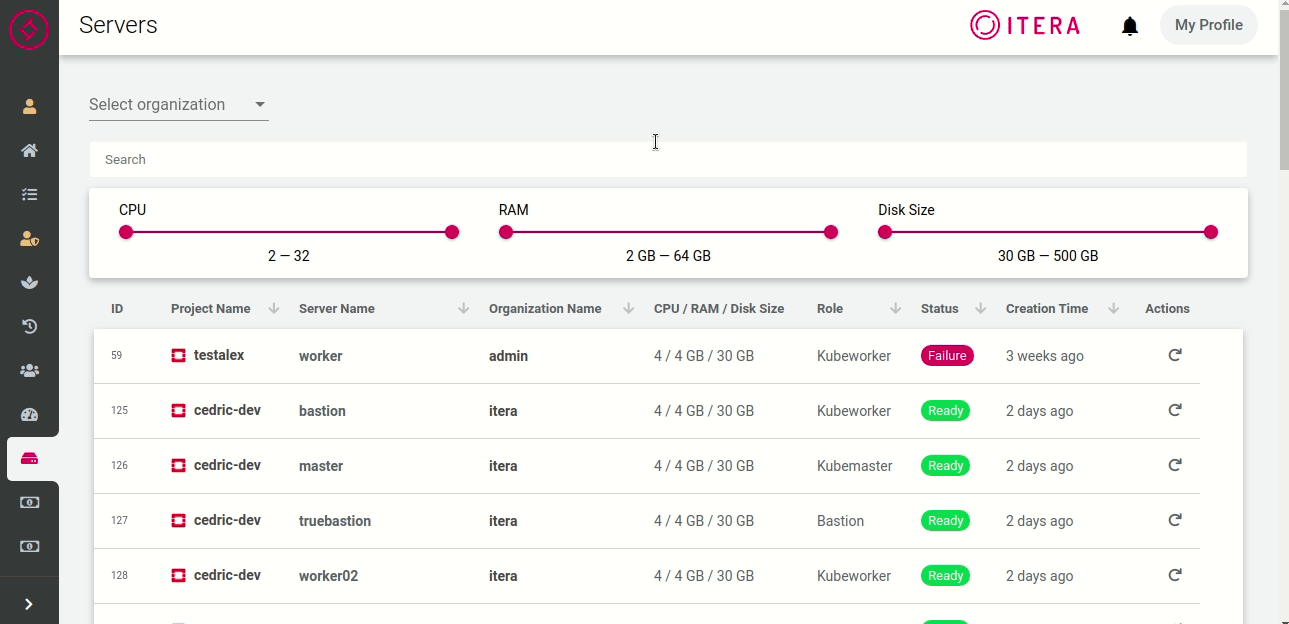 Servers
ITERA
My Profile
Select organization
Search
CPU RAM Disk Size
2 — 32 2 GB — 64 GB 30 GB — 500 GB
ID Project Name Server Name Organization Name CPU / RAM / Disk Size Role Status Creation Time Actions
59 testalex worker admin 4 / 4 GB / 30 GB Kubeworker Failure 3 weeks ago
125 cedric-dev bastion itera 4 / 4 GB / 30 GB Kubeworker Ready 2 days ago
126 cedric-dev master itera 4 / 4 GB / 30 GB Kubemaster Ready 2 days ago
127 cedric-dev truebastion itera 4 / 4 GB / 30 GB Bastion Ready 2 days ago
128 cedric-dev worker02 itera 4 / 4 GB / 30 GB Kubeworker Ready 2 days ago